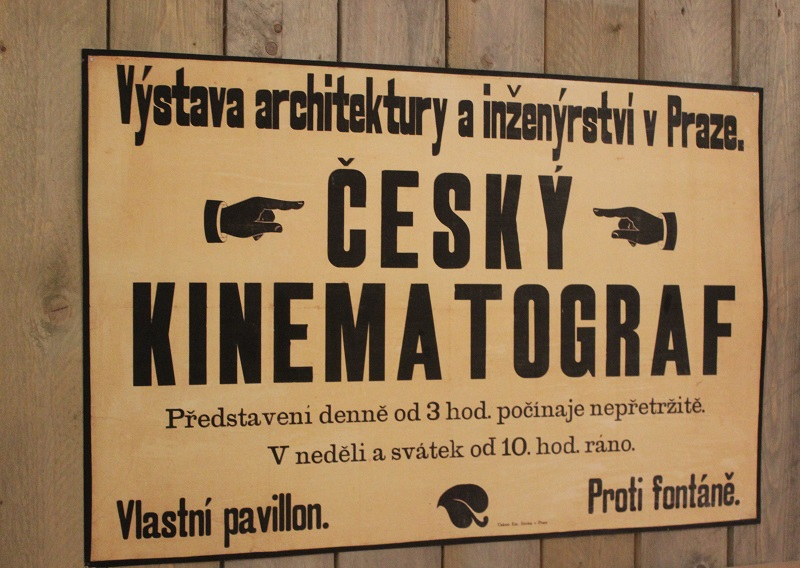 Výstava architektury a inženýrství v Praze.
ČESKÝ
KINEMATOGRAF
Představeni denně od 3 hod. počínaje nepřetržitě.
V neděli a svátek od 10. hod. ráno.
Vlastní pavillon.
Proti fontáně.